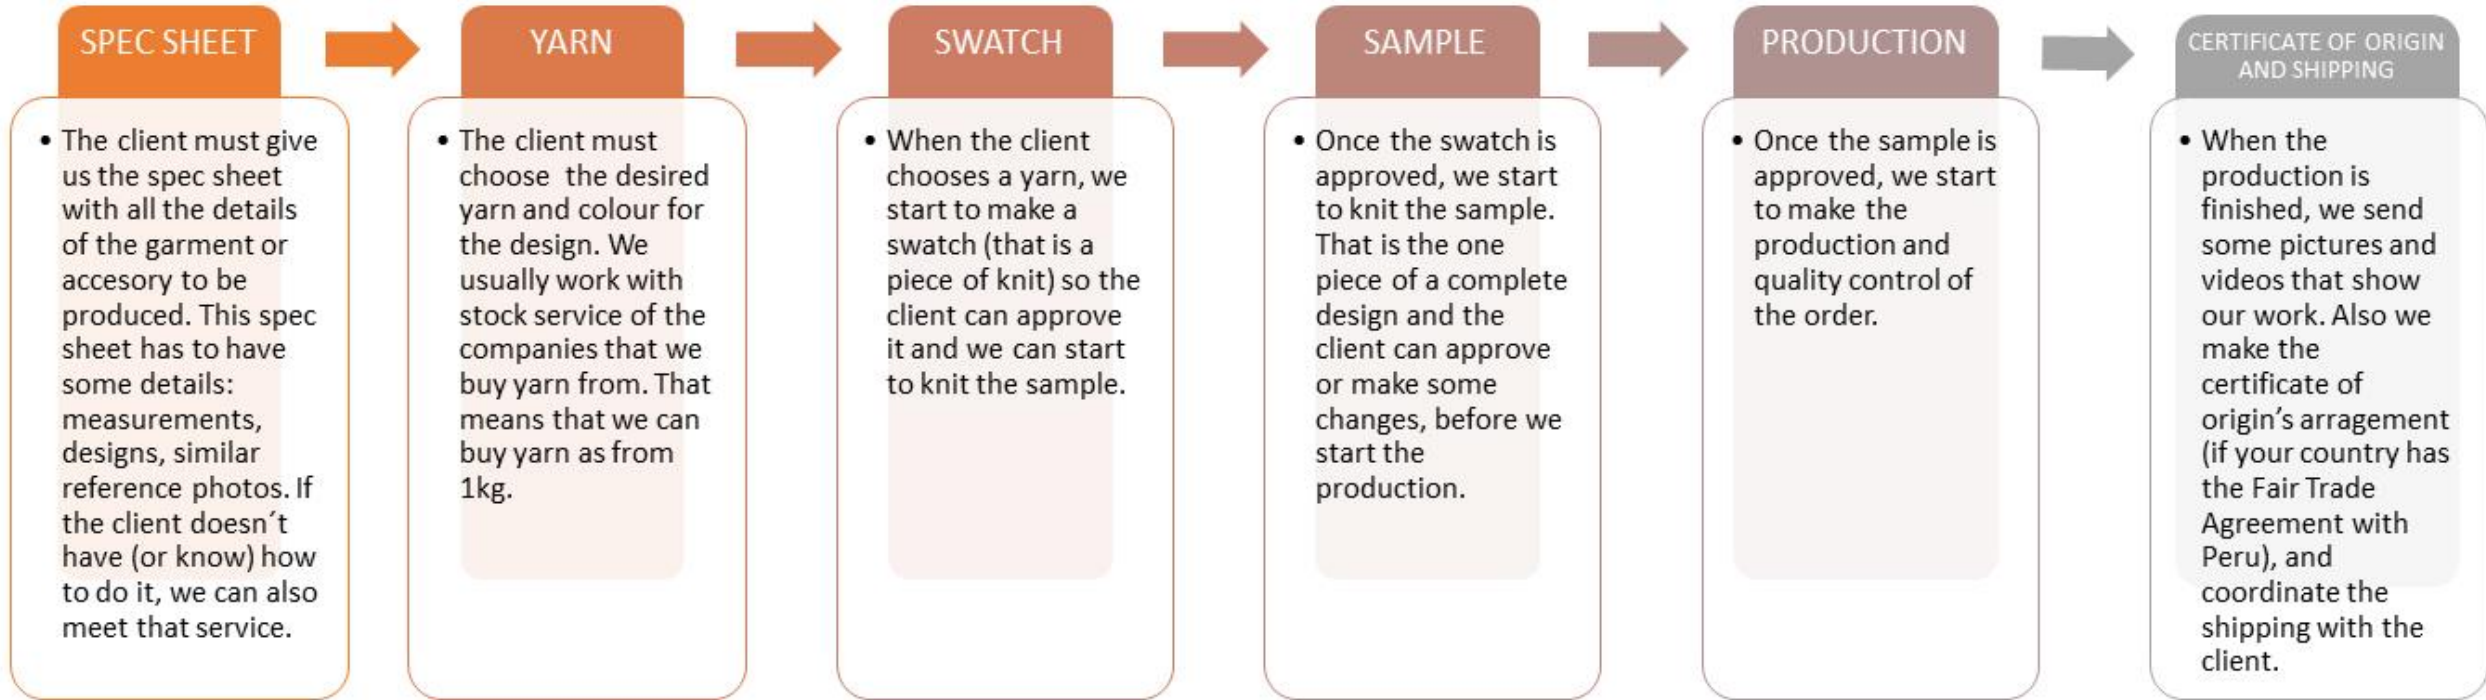 SPEC SHEET
• The client must give
us the spec sheet
with all the details
of the garment or
accesory to be
produced. This spec
sheet has to have
some details:
measurements,
designs, similar
reference photos. If
the client doesn´t
have (or know) how
to do it, we can also
meet that service.
YARN
• The client must
choose the desired
yarn and colour for
the design. We
usually work with
stock service of the
companies that we
buy yarn from. That
means that we can
buy yarn as from
1kg.
SWATCH
• When the client
chooses a yarn, we
start to make a
swatch (that is a
piece of knit) so the
client can approve
it and we can start
to knit the sample.
SAMPLE
• Once the swatch is
approved, we start
to knit the sample.
That is the one
piece of a complete
design and the
client can approve
or make some
changes, before we
start the
production.
PRODUCTION
• Once the sample is
approved, we start
to make the
production and
quality control of
the order.
CERTIFICATE OF ORIGIN
AND SHIPPING
• When the
production is
finished, we send
some pictures and
videos that show
our work. Also we
make the
certificate of
origin’s arragement
(if your country has
the Fair Trade
Agreement with
Peru), and
coordinate the
shipping with the
client.